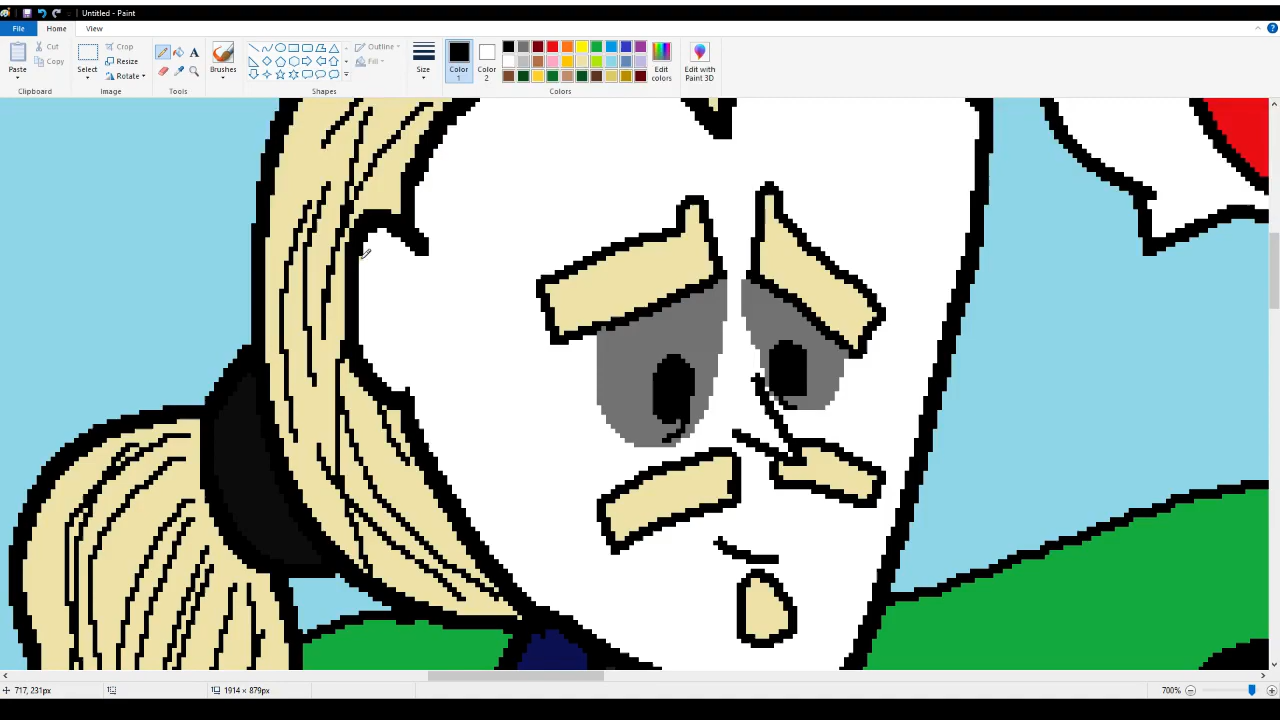 Untitled - Paint
File Home View
Paste Cut Copy Clipboard
Select Crop Resize Rotate Image
A Tools
Brushes
Outline Fill Shapes
Size
Color 1 Color 2 Edit colors Colors
Edit with Paint 3D
717, 231px 1914 × 879px 700%